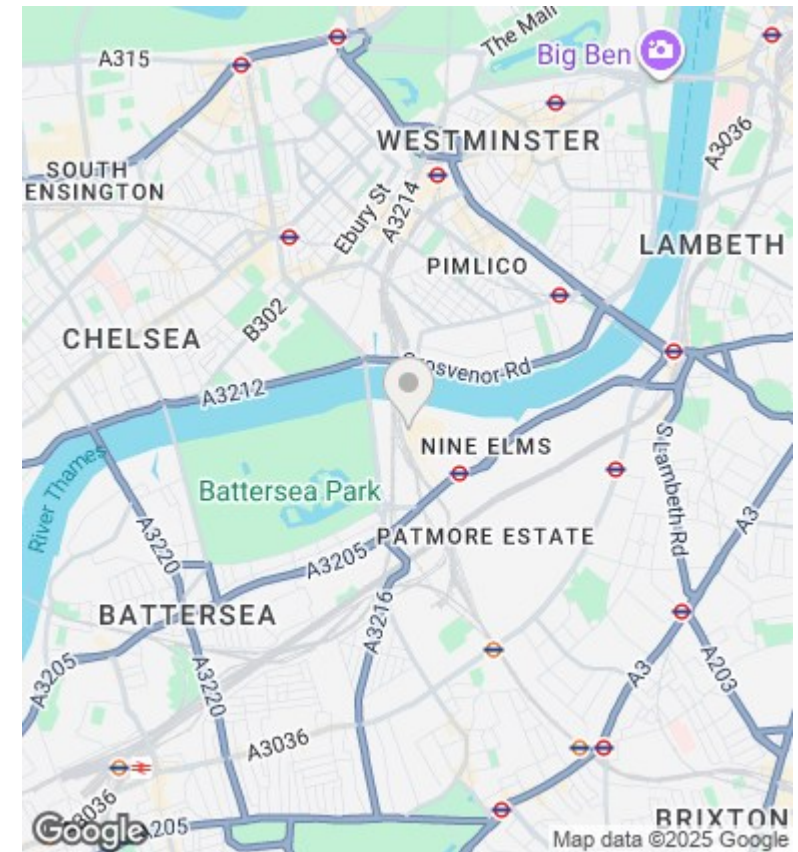 A315
The Mall
Big Ben
WESTMINSTER
A3036
SOUTH
ENSINGTON
Ebury St
A3214
LAMBETH
PIMLICO
B302
CHELSEA
Grosvenor Rd
A3212
NINE ELMS
S Lambeth Rd
River Thames
Battersea Park
A3
A3220
PATMORE ESTATE
A3205
BATTERSEA
A3216
A3205
A3220
A3
A203
A3036
A3036
A205
BRIXTON
Google
Map data ©2025 Google